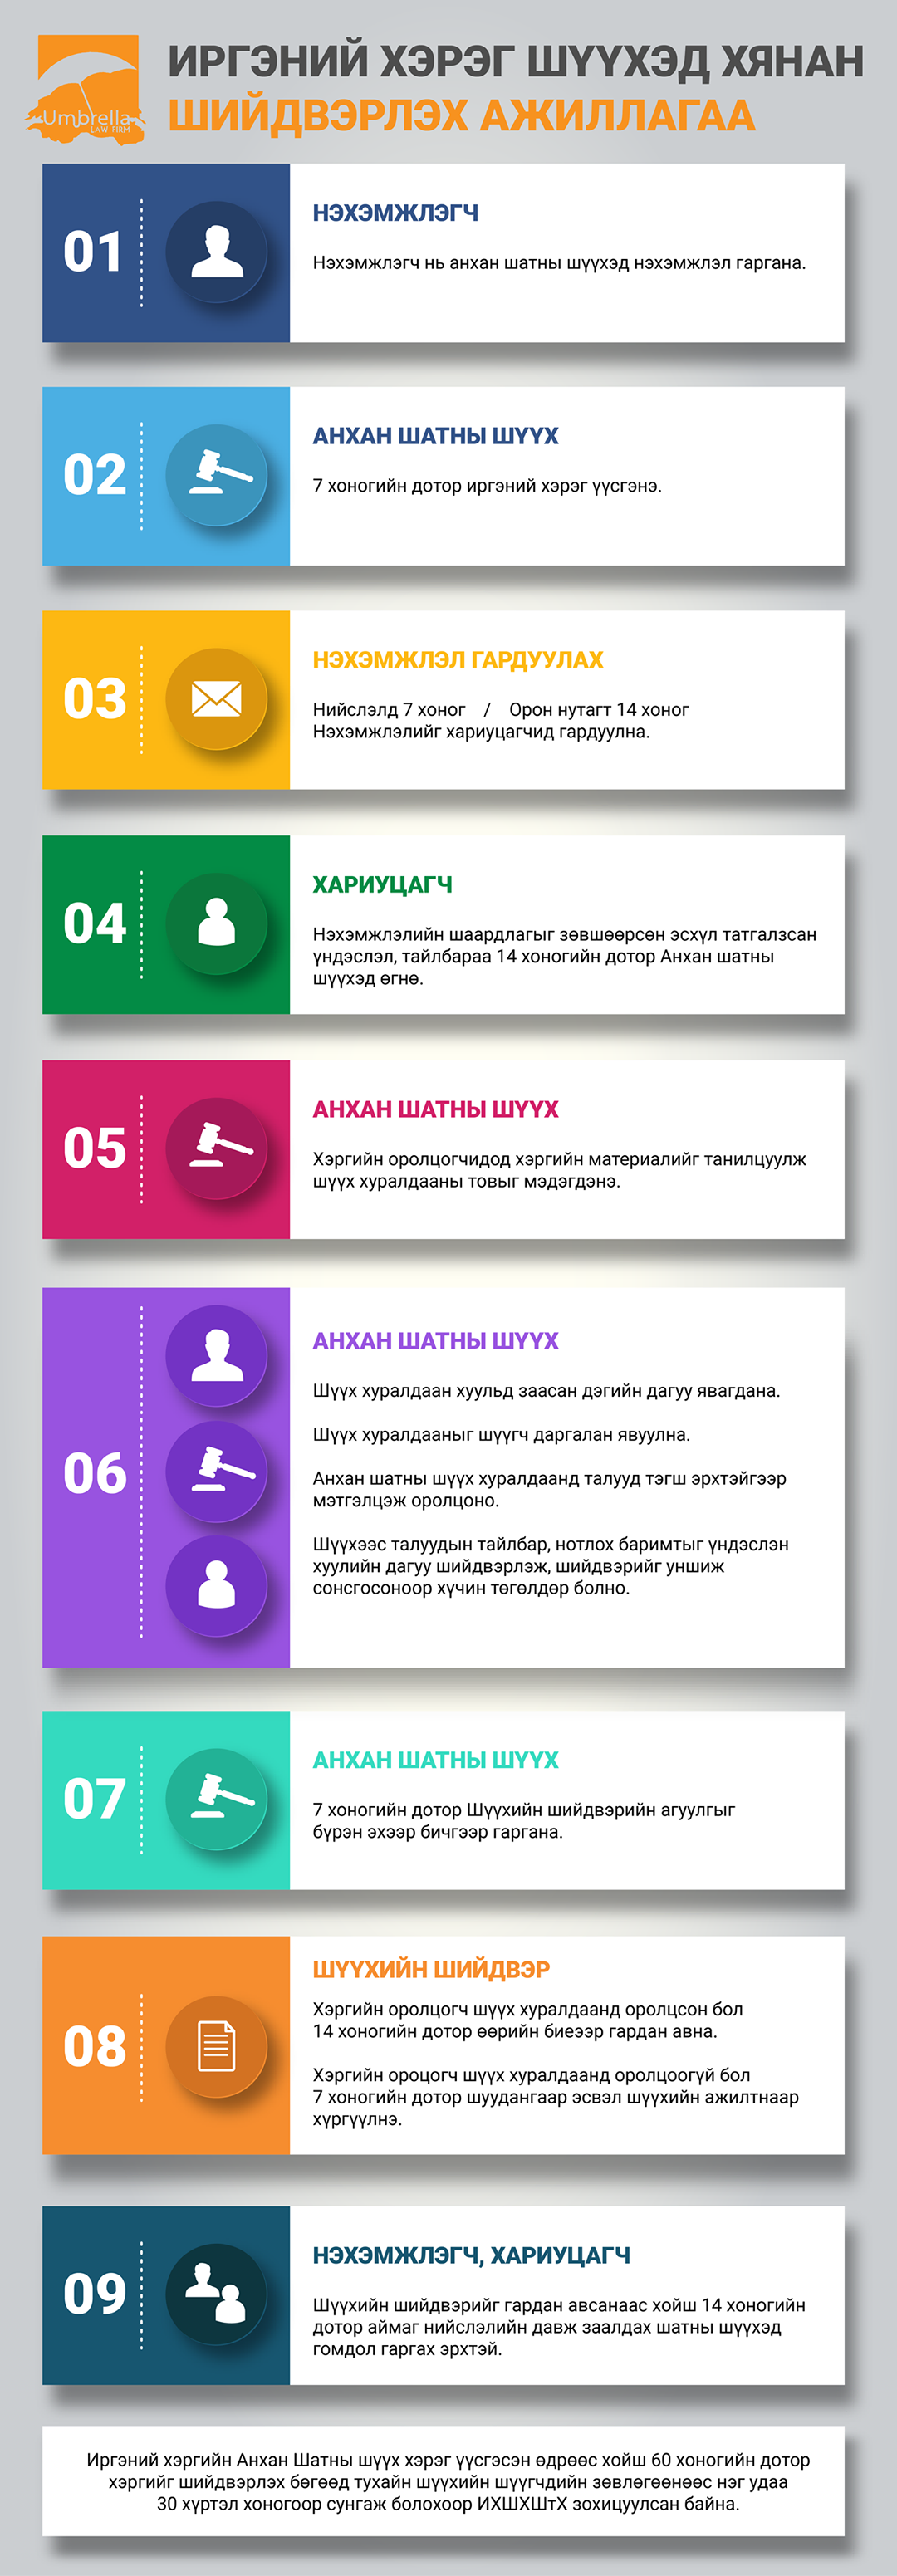 Umbrella
LAW FIRM
ИРГЭНИЙ ХЭРЭГ ШҮҮХЭД ХЯНАН
ШИЙДВЭРЛЭХ АЖИЛЛАГАА
01
НЭХЭМЖЛЭГЧ
Нэхэмжлэгч нь анхан шатны шүүхэд нэхэмжлэл гаргана.
02
АНХАН ШАТНЫ ШҮҮХ
7 хоногийн дотор иргэний хэрэг үүсгэнэ.
03
НЭХЭМЖЛЭЛ ГАРДУУЛАХ
Нийслэлд 7 хоног / Орон нутагт 14 хоног
Нэхэмжлэлийг хариуцагчид гардуулна.
04
ХАРИУЦАГЧ
Нэхэмжлэлийн шаардлагыг зөвшөөрсөн эсхүл татгалзсан
үндэслэл, тайлбараа 14 хоногийн дотор Анхан шатны
шүүхэд өгнө.
05
АНХАН ШАТНЫ ШҮҮХ
Хэргийн оролцогчидод хэргийн материалийг танилцуулж
шүүх хуралдааны товыг мэдэгдэнэ.
06
АНХАН ШАТНЫ ШҮҮХ
Шүүх хуралдаан хуульд заасан дэгийн дагуу явагдана.
Шүүх хуралдааныг шүүгч даргалан явуулна.
Анхан шатны шүүх хуралдаанд талууд тэгш эрхтэйгээр
мэтгэлцэж оролцоно.
Шүүхээс талуудын тайлбар, нотлох баримтыг үндэслэн
хуулийн дагуу шийдвэрлэж, шийдвэрийг уншиж
сонсгосоноор хүчин төгөлдөр болно.
07
АНХАН ШАТНЫ ШҮҮХ
7 хоногийн дотор Шүүхийн шийдвэрийн агуулгыг
бүрэн эхээр бичгээр гаргана.
08
ШҮҮХИЙН ШИЙДВЭР
Хэргийн оролцогч шүүх хуралдаанд оролцсон бол
14 хоногийн дотор өөрийн биеээр гардан авна.
Хэргийн ороцогч шүүх хуралдаанд оролцоогүй бол
7 хоногийн дотор шуудангаар эсвэл шүүхийн ажилтнаар
хүргүүлнэ.
09
НЭХЭМЖЛЭГЧ, ХАРИУЦАГЧ
Шүүхийн шийдвэрийг гардан авсанаас хойш 14 хоногийн
дотор аймаг нийслэлийн давж заалдах шатны шүүхэд
гомдол гаргах эрхтэй.
Иргэний хэргийн Анхан Шатны шүүх хэрэг үүсгэсэн өдрөөс хойш 60 хоногийн дотор
хэргийг шийдвэрлэх бөгөөд тухайн шүүхийн шүүгчдийн зөвлөгөөнөөс нэг удаа
30 хүртэл хоногоор сунгаж болохоор ИХШХШтХ зохицуулсан байна.